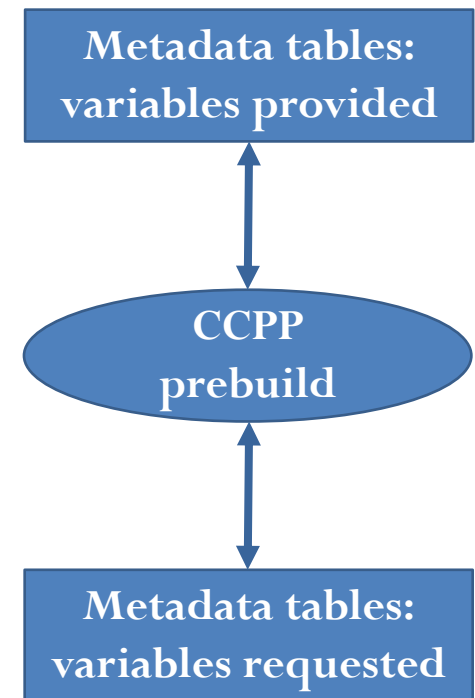 Metadata tables:
variables provided
CCPP
prebuild
Metadata tables:
variables requested